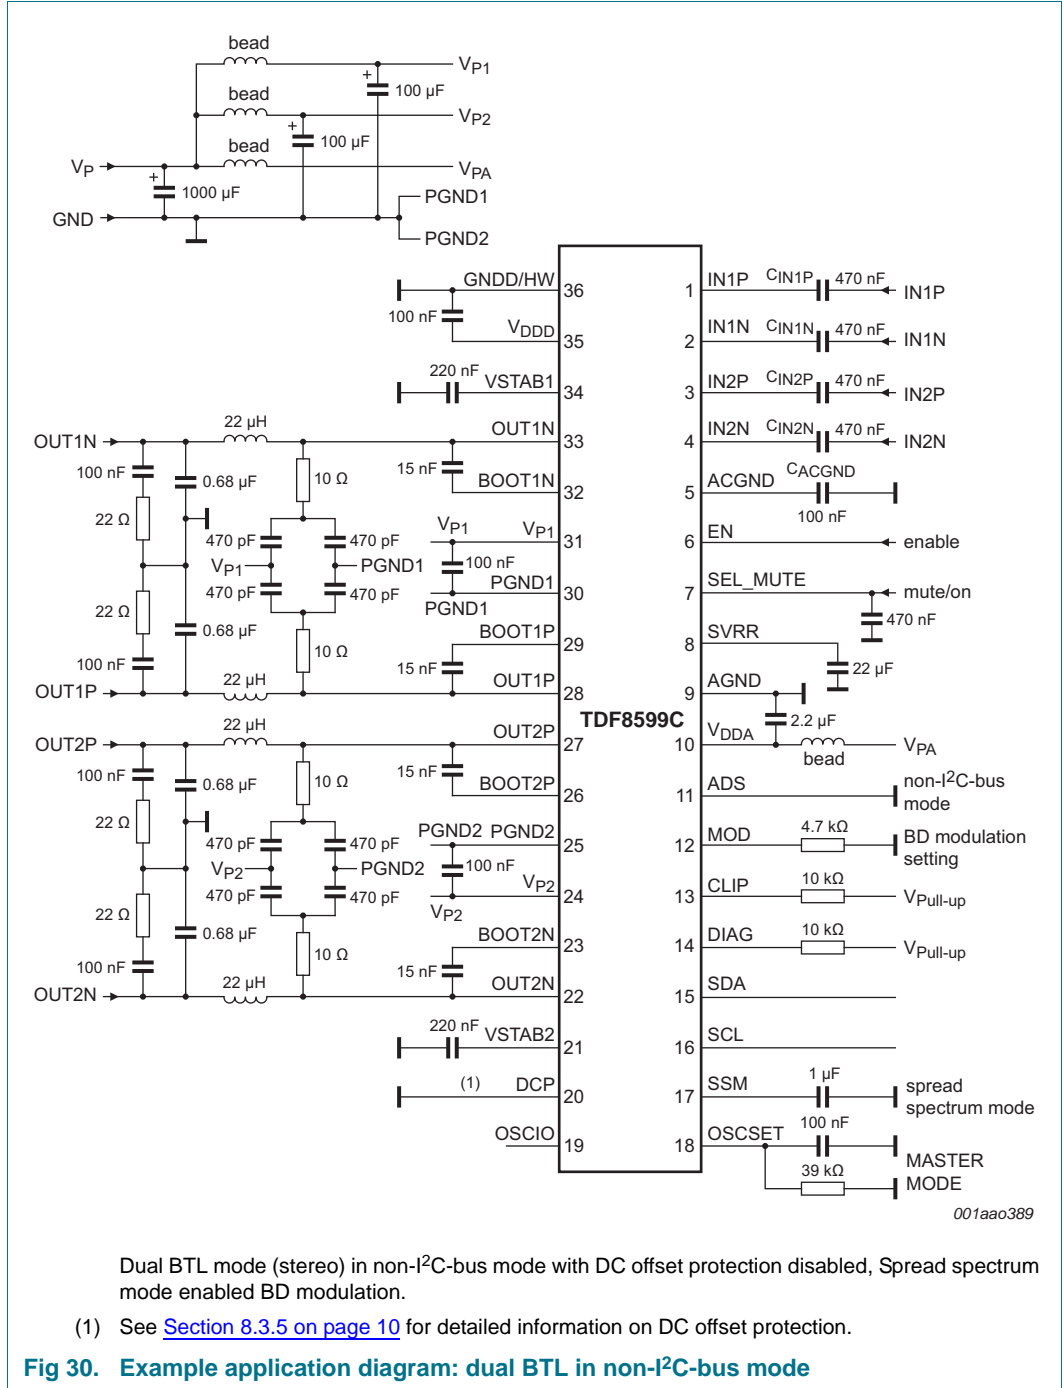 bead
VP1
100 µF
bead
VP2
100 µF
bead
VP
VPA
1000 µF
PGND1
GND
PGND2
GNDD/HW
36
1
IN1P
CIN1P
470 nF
IN1P
100 nF
VDDD
35
2
IN1N
CIN1N
470 nF
IN1N
220 nF
VSTAB1
34
3
IN2P
CIN2P
470 nF
IN2P
22 µH
OUT1N
OUT1N
33
4
IN2N
CIN2N
470 nF
IN2N
100 nF
0.68 µF
10 Ω
15 nF
BOOT1N
32
5
ACGND
CACGND
100 nF
22 Ω
470 pF
470 pF
VP1
VP1
31
6
EN
enable
VP1
PGND1
100 nF
470 pF
470 pF
PGND1
PGND1
30
7
SEL_MUTE
mute/on
470 nF
22 Ω
0.68 µF
10 Ω
BOOT1P
29
8
SVRR
22 µF
100 nF
15 nF
OUT1P
22 µH
OUT1P
28
9
AGND
TDF8599C
2.2 µF
22 µH
OUT2P
OUT2P
27
10
VDDA
bead
VPA
100 nF
0.68 µF
10 Ω
15 nF
BOOT2P
26
11
ADS
non-I2C-bus
mode
22 Ω
470 pF
470 pF
PGND2
PGND2
25
12
MOD
4.7 kΩ
BD modulation
setting
VP2
PGND2
100 nF
470 pF
470 pF
VP2
VP2
24
13
CLIP
10 kΩ
VPull-up
22 Ω
0.68 µF
10 Ω
BOOT2N
23
14
DIAG
10 kΩ
VPull-up
100 nF
15 nF
OUT2N
22 µH
OUT2N
22
15
SDA
220 nF
VSTAB2
21
16
SCL
(1)
DCP
20
17
SSM
1 µF
spread
spectrum mode
OSCIO
19
18
OSCSET
100 nF
39 kΩ
MASTER
MODE
001aao389
Dual BTL mode (stereo) in non-I2C-bus mode with DC offset protection disabled, Spread spectrum
mode enabled BD modulation.
(1) See Section 8.3.5 on page 10 for detailed information on DC offset protection.
Fig 30. Example application diagram: dual BTL in non-I2C-bus mode